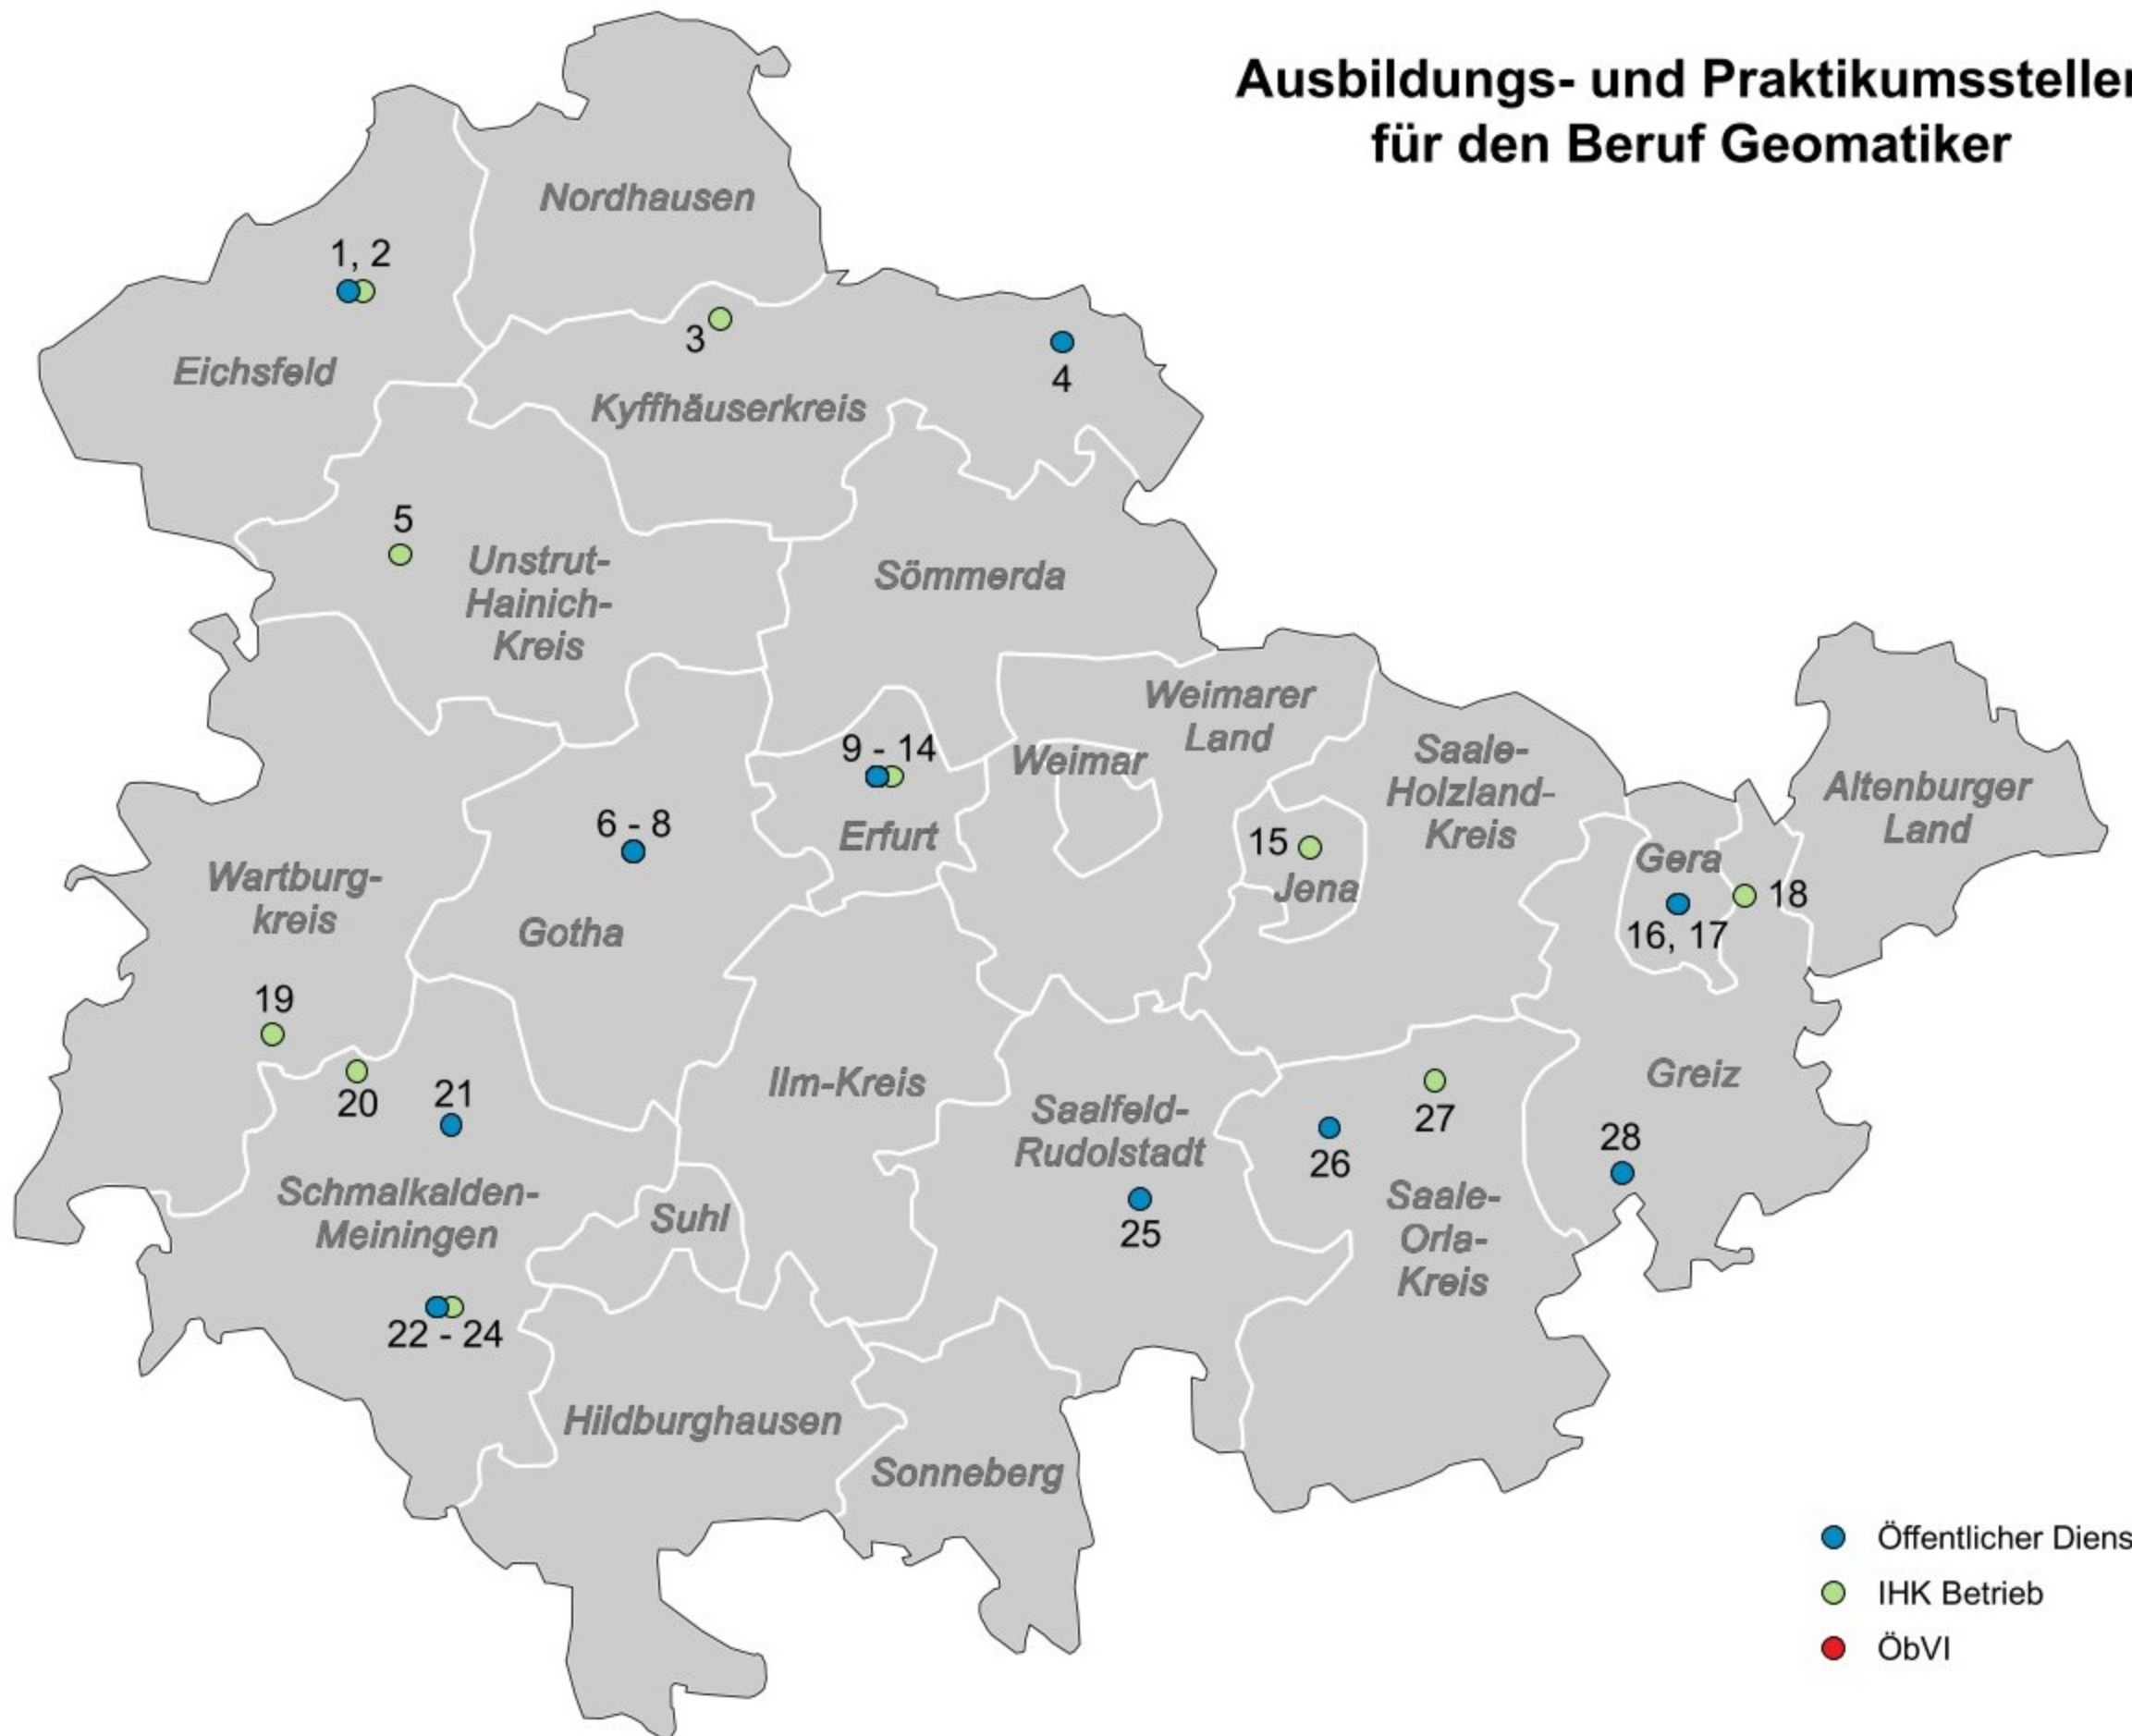 Ausbildungs- und Praktikumssteller
für den Beruf Geomatiker
Nordhausen
1, 2
Eichsfeld
3
4
Kyffhäuserkreis
5
Unstrut-
Hainich-
Kreis
Sömmerda
Weimarer
Land
Weimar
9 - 14
Erfurt
6 - 8
Gotha
Saale-
Holzland-
Kreis
15
Jena
Gera
16, 17
18
Altenburger
Land
Wartburg-
kreis
19
20
21
Ilm-Kreis
Saalfeld-
Rudolstadt
25
26
27
Saale-
Orla-
Kreis
Greiz
28
Schmalkalden-
Meiningen
Suhl
22 - 24
Hildburghausen
Sonneberg
Öffentlicher Diens
IHK Betrieb
ÖbVI